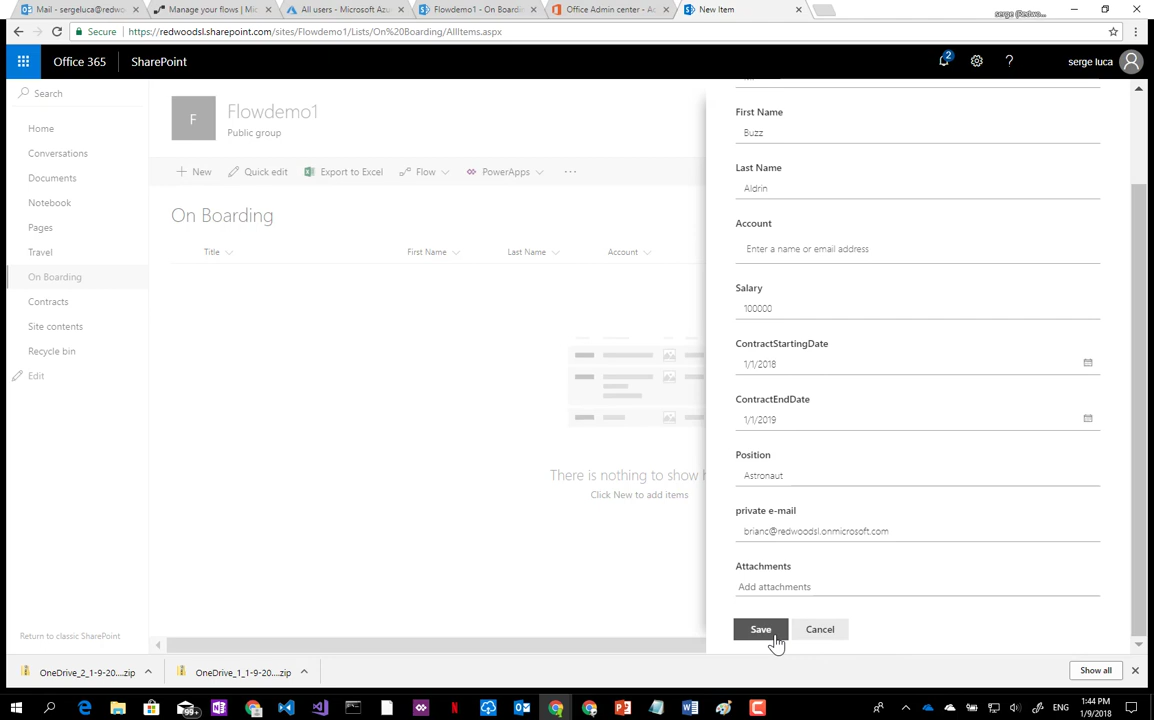 Mail - sergeluca@redwo
Manage your flows | Mic
All users - Microsoft Azu
Flowdemo1 - On Boardin
Office Admin center - Ac
New Item
serge (Redwo...
Secure
https://redwoodsl.sharepoint.com/sites/Flowdemo1/Lists/On%20Boarding/AllItems.aspx
Office 365
SharePoint
2
?
serge luca
Search
Home
Conversations
Documents
Notebook
Pages
Travel
On Boarding
Contracts
Site contents
Recycle bin
Edit
Return to classic SharePoint
F
Flowdemo1
Public group
+ New
Quick edit
Export to Excel
Flow
PowerApps
...
On Boarding
Title
First Name
Last Name
Account
There is nothing to show h
Click New to add items
First Name
Buzz
Last Name
Aldrin
Account
Enter a name or email address
Salary
100000
ContractStartingDate
1/1/2018
ContractEndDate
1/1/2019
Position
Astronaut
private e-mail
brianc@redwoodsl.onmicrosoft.com
Attachments
Add attachments
Save
Cancel
OneDrive_2_1-9-20....zip
OneDrive_1_1-9-20....zip
Show all
99+
ENG
1:44 PM
1/9/2018